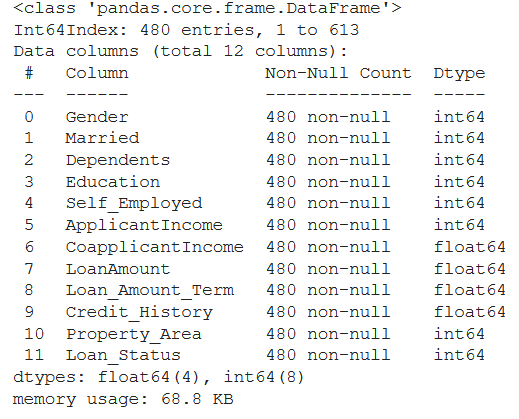 <class 'pandas.core.frame.DataFrame'>
Int64Index: 480 entries, 1 to 613
Data columns (total 12 columns):
 #   Column             Non-Null Count  Dtype
---  ------             --------------  -----
 0   Gender             480 non-null    int64
 1   Married            480 non-null    int64
 2   Dependents         480 non-null    int64
 3   Education          480 non-null    int64
 4   Self_Employed      480 non-null    int64
 5   ApplicantIncome    480 non-null    int64
 6   CoapplicantIncome  480 non-null    float64
 7   LoanAmount         480 non-null    float64
 8   Loan_Amount_Term   480 non-null    float64
 9   Credit_History     480 non-null    float64
 10  Property_Area      480 non-null    int64
 11  Loan_Status        480 non-null    int64
dtypes: float64(4), int64(8)
memory usage: 68.8 KB